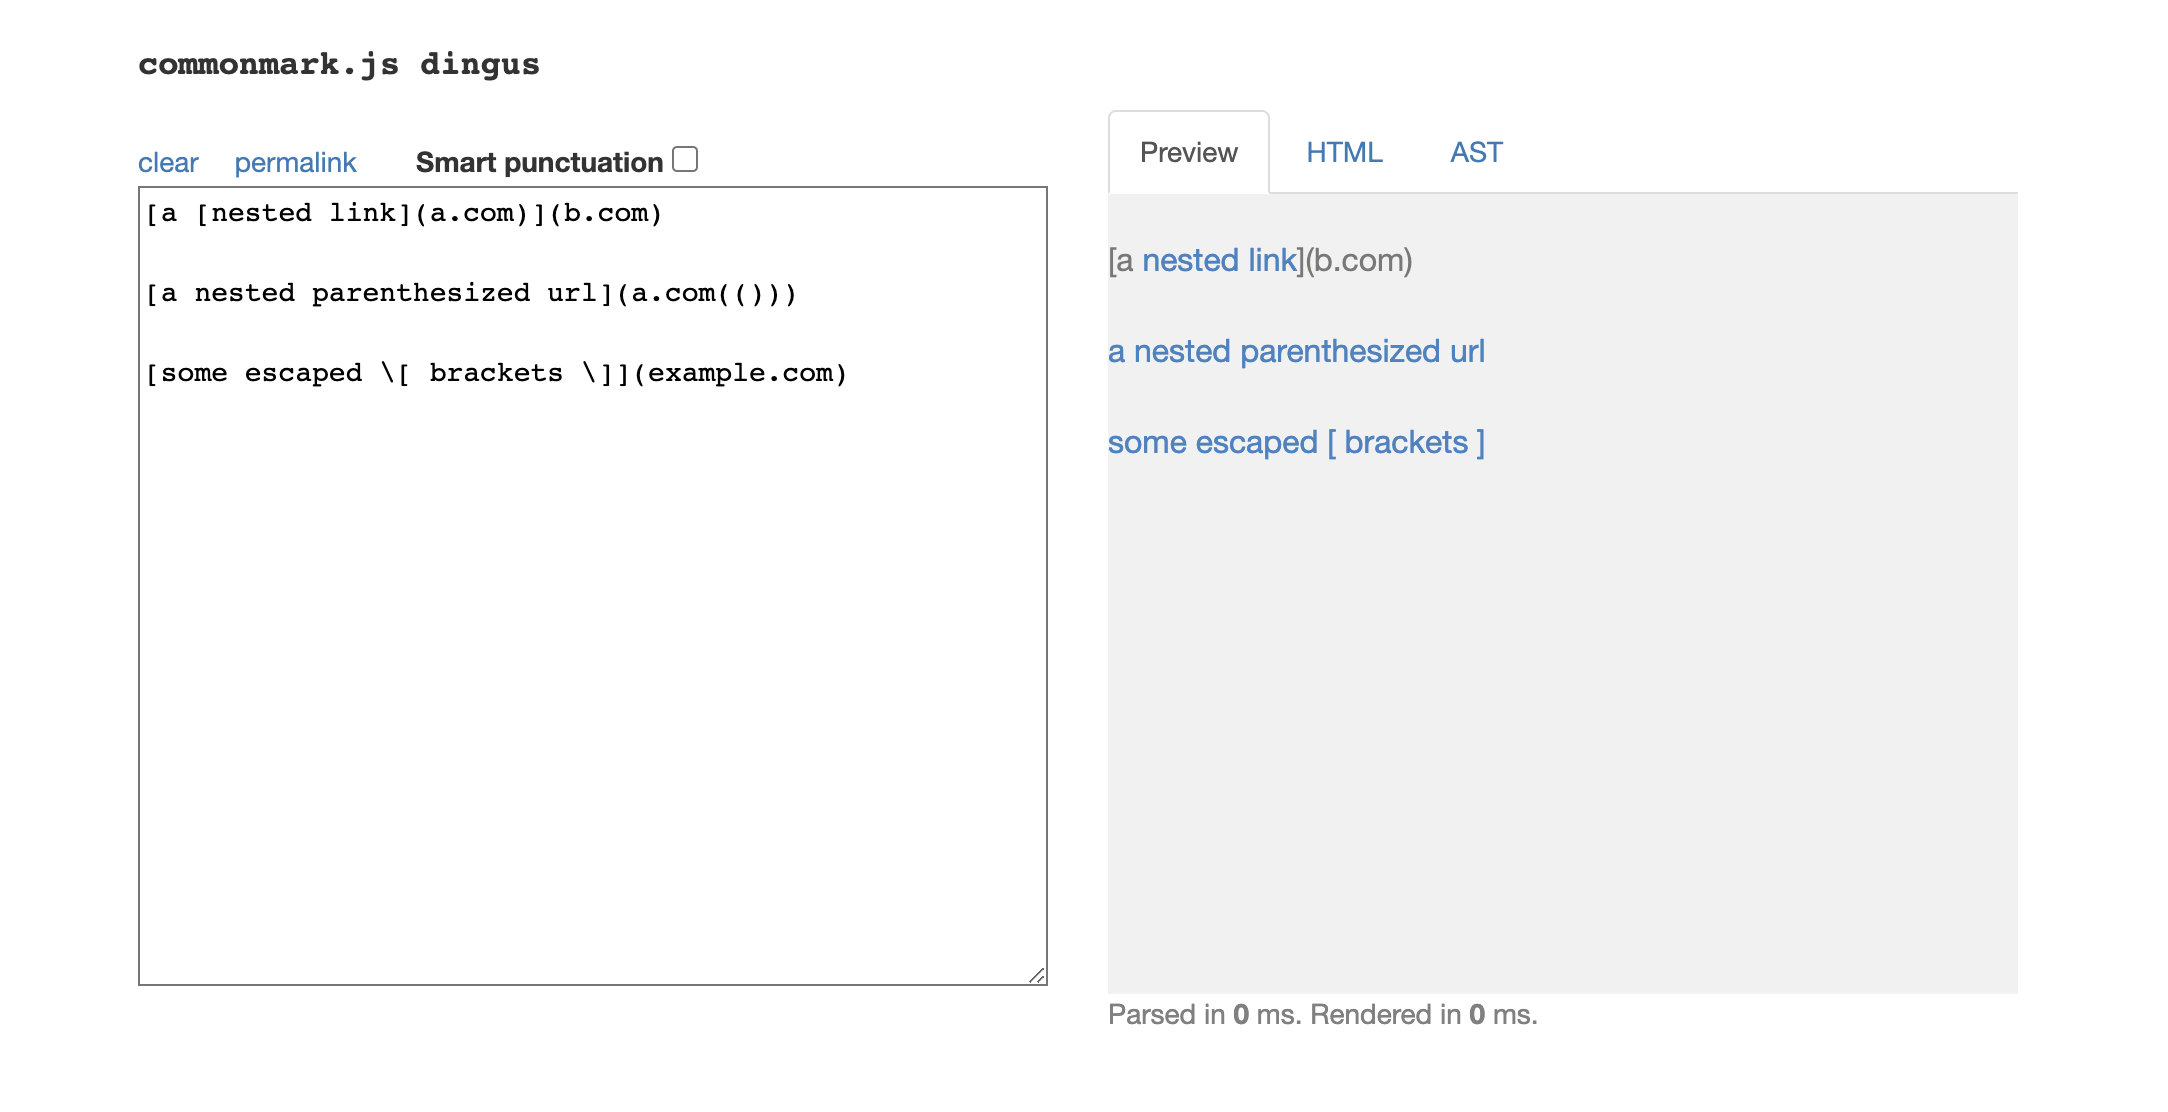 commonmark.js dingus
clear permalink Smart punctuation
[a [nested link](a.com)](b.com)
[a nested parenthesized url](a.com(()))
[some escaped \[ brackets \]](example.com)
Preview HTML AST
[a nested link](b.com)
a nested parenthesized url
some escaped [ brackets ]
Parsed in 0 ms. Rendered in 0 ms.